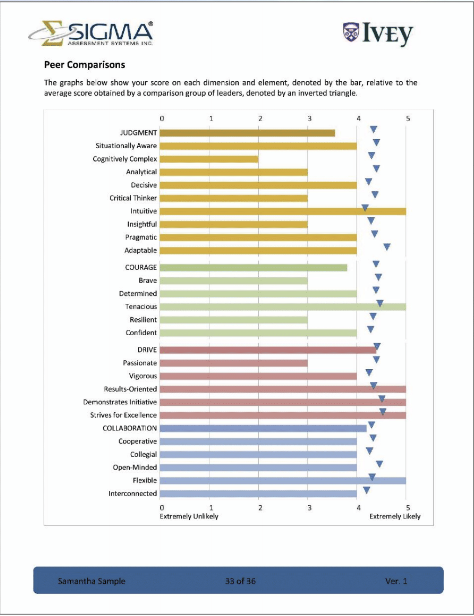 SIGMA®
ASSESSMENT SYSTEMS INC.
IVEY
Peer Comparisons
The graphs below show your score on each dimension and element, denoted by the bar, relative to the
average score obtained by a comparison group of leaders, denoted by an inverted triangle.
0 1 2 3 4 5
JUDGMENT
Situationally Aware
Cognitively Complex
Analytical
Decisive
Critical Thinker
Intuitive
Insightful
Pragmatic
Adaptable
COURAGE
Brave
Determined
Tenacious
Resilient
Confident
DRIVE
Passionate
Vigorous
Results-Oriented
Demonstrates Initiative
Strives for Excellence
COLLABORATION
Cooperative
Collegial
Open-Minded
Flexible
Interconnected
0 1 2 3 4 5
Extremely Unlikely Extremely Likely
Samantha Sample 33 of 36 Ver. 1